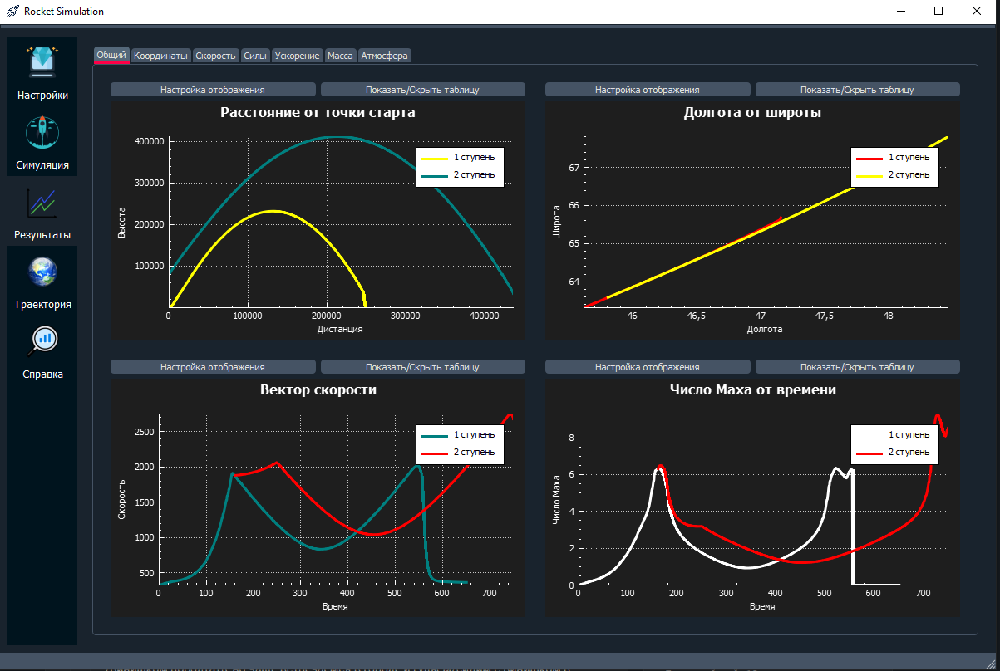 Rocket Simulation
Настройки
Симуляция
Результаты
Траектория
Справка
Общий Координаты Скорость Силы Ускорение Масса Атмосфера
Настройка отображения Показать/Скрыть таблицу
Расстояние от точки старта
Высота
400000
300000
200000
100000
0 100000 200000 300000 400000
Дистанция
1 ступень
2 ступень
Настройка отображения Показать/Скрыть таблицу
Долгота от широты
Широта
67
66
65
64
46 46,5 47 47,5 48
Долгота
1 ступень
2 ступень
Настройка отображения Показать/Скрыть таблицу
Вектор скорости
Скорость
2500
2000
1500
1000
500
0 100 200 300 400 500 600 700
Время
1 ступень
2 ступень
Настройка отображения Показать/Скрыть таблицу
Число Маха от времени
Число Маха
8
6
4
2
0
0 100 200 300 400 500 600 700
Время
1 ступень
2 ступень